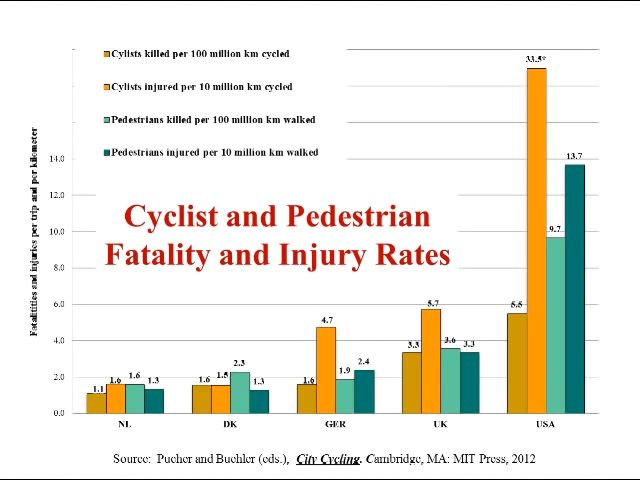 Cylists killed per 100 million km cycled
Cylists injured per 10 million km cycled
Pedestrians killed per 100 million km walked
Pedestrians injured per 10 million km walked
Cyclist and Pedestrian
Fatality and Injury Rates
Fatalitities and injuries per trip and per kilometer
14.0
12.0
10.0
8.0
6.0
4.0
2.0
0.0
1.1 1.6 1.6 1.3
1.6 1.5 2.3 1.3
1.6 4.7 1.9 2.4
3.3 5.7 3.6 3.3
5.5 33.5* 9.7 13.7
NL DK GER UK USA
Source: Pucher and Buehler (eds.), City Cycling. Cambridge, MA: MIT Press, 2012